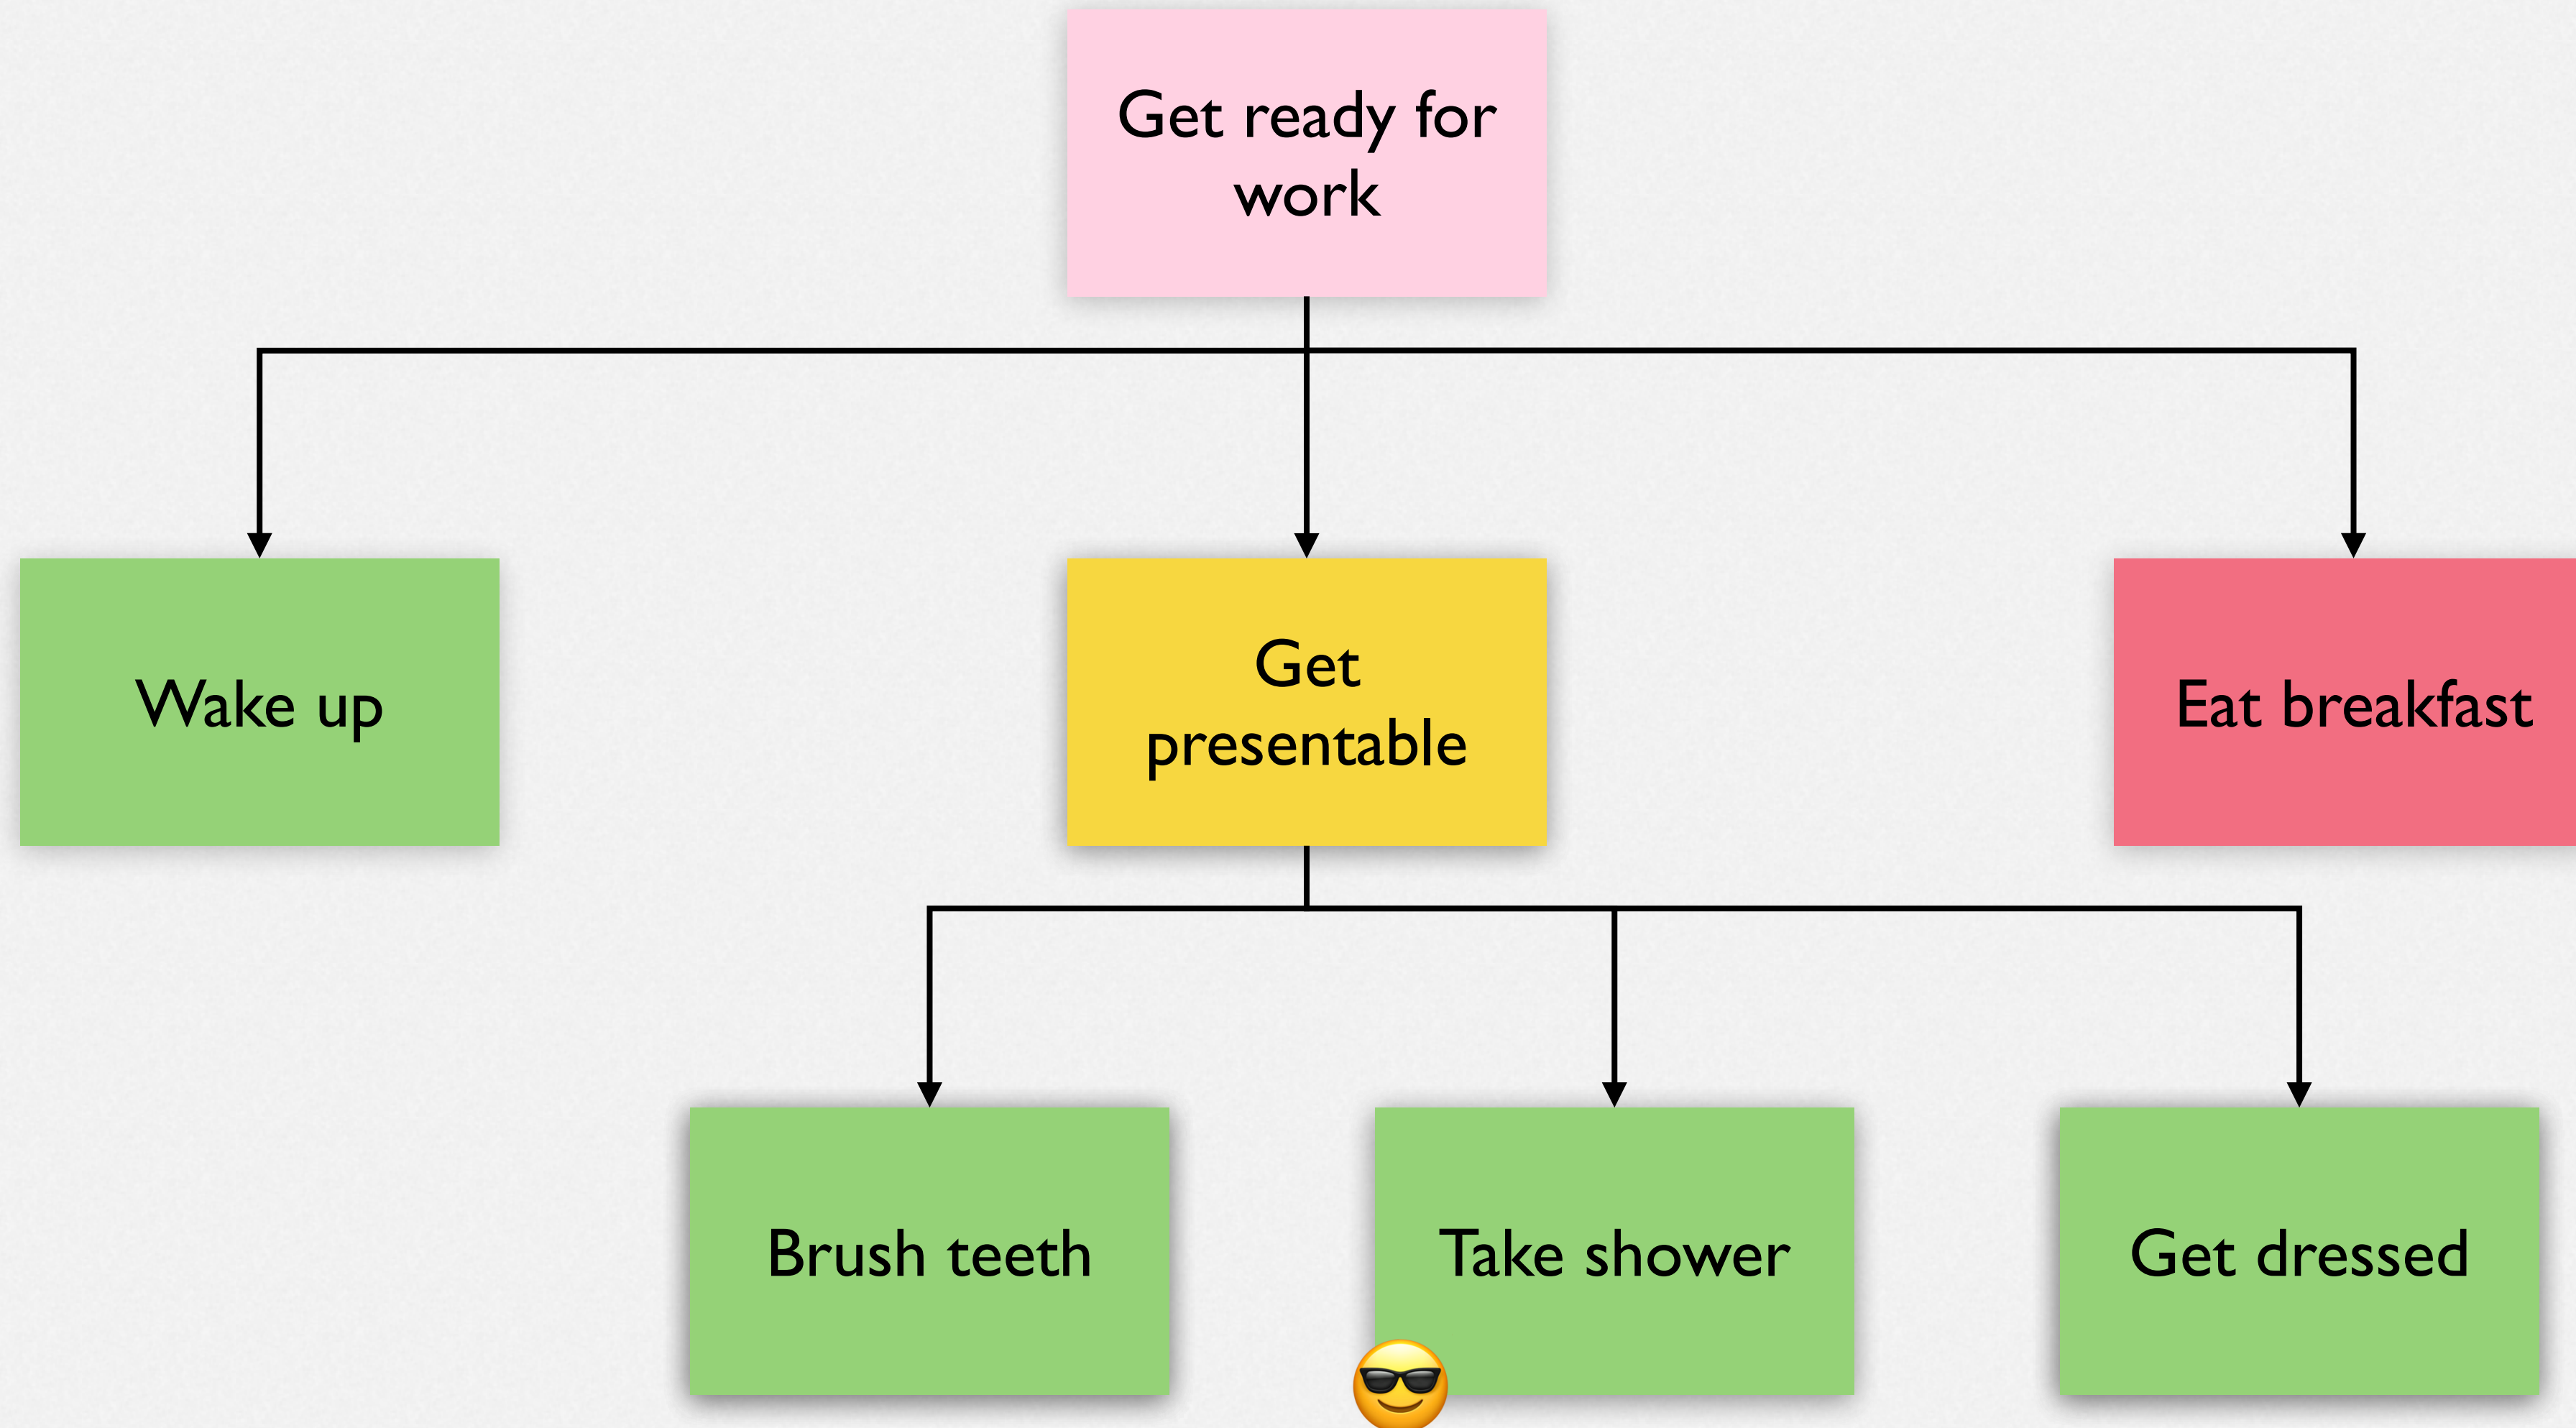 Get ready for
work
Wake up
Get
presentable
Eat breakfast
Brush teeth
Take shower
Get dressed